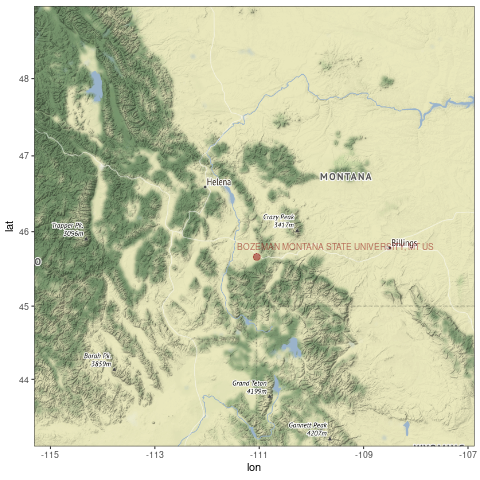 48
47
46
45
44
lat
-115
-113
-111
-109
-107
lon
MONTANA
Helena
Crazy Peak
3417m
Trapper Pk.
3096m
BOZEMAN MONTANA STATE UNIVERSITY, MT US
Billings
O
Borah Pk.
3859m
Grand Teton
4199m
Gannett Peak
4207m